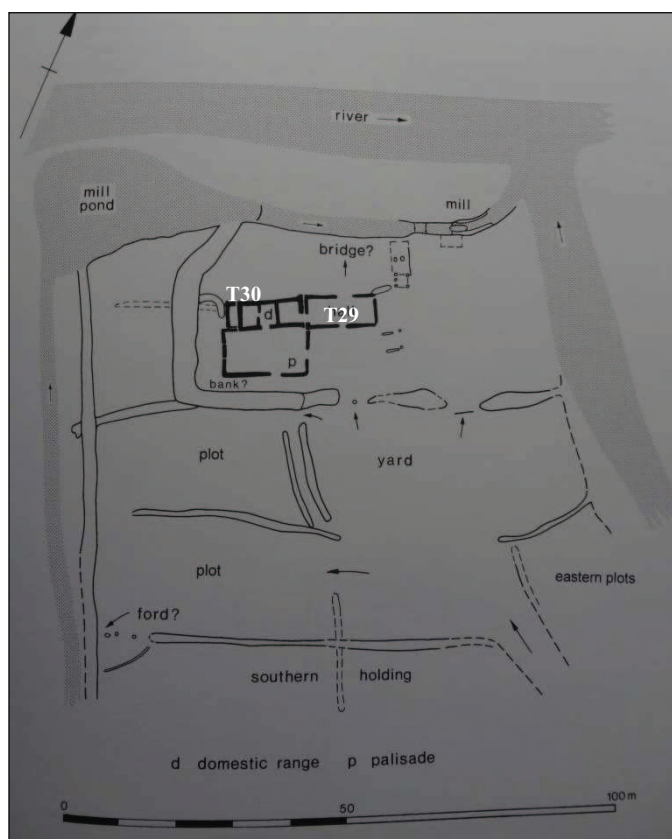 river
mill
pond
mill
bridge?
T30
T29
d
p
bank?
plot
yard
plot
eastern plots
ford?
southern holding
d domestic range p palisade
0 50 100 m